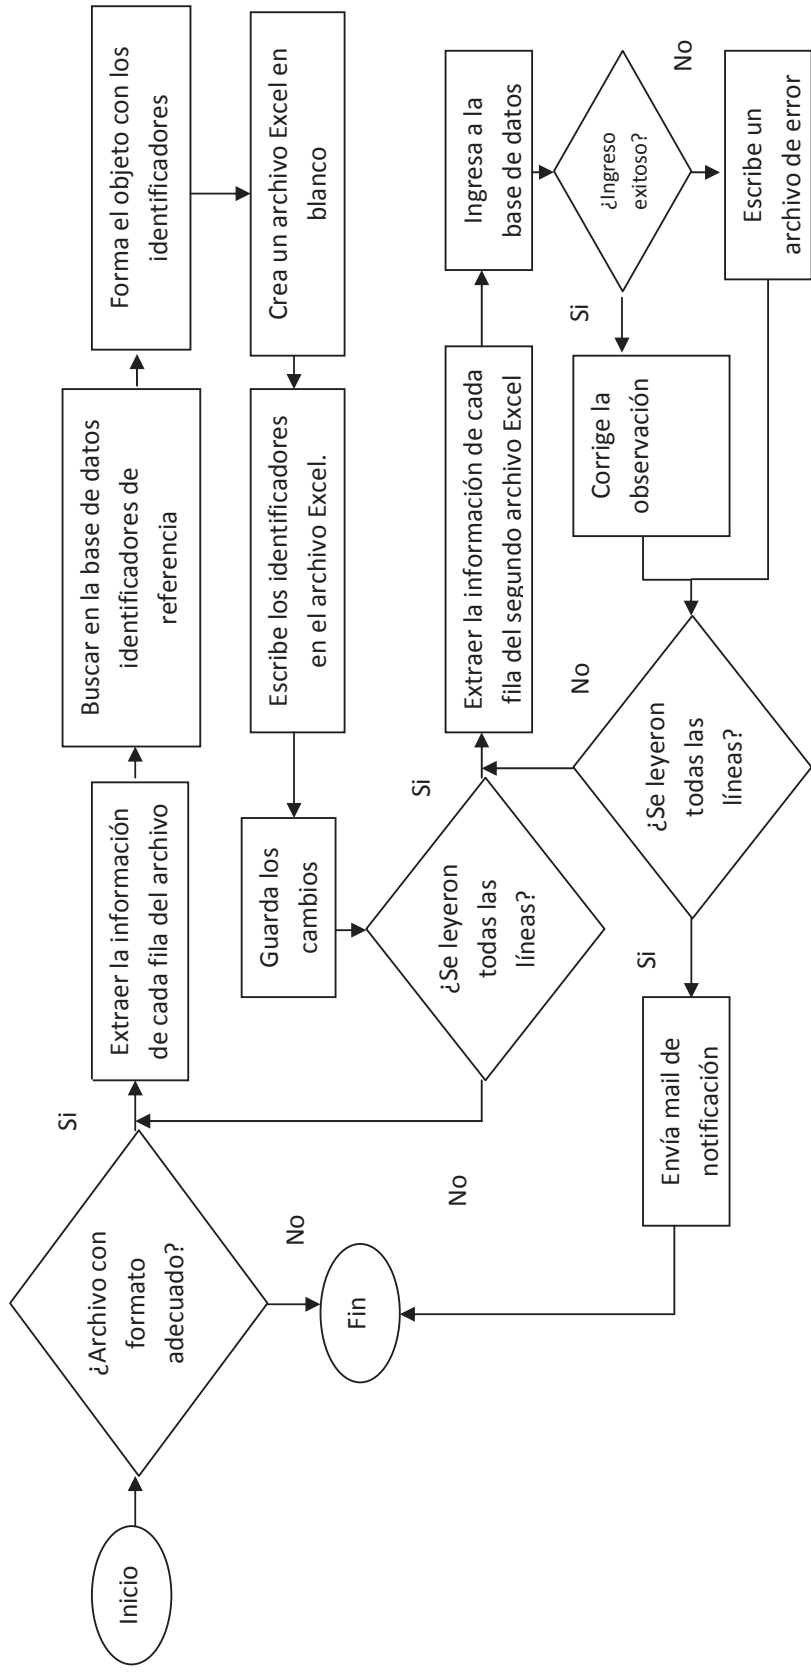 Inicio
¿Archivo con
formato
adecuado?
Si
No
Fin
Extraer la información
de cada fila del archivo
Buscar en la base de datos
identificadores de
referencia
Forma el objeto con los
identificadores
Crea un archivo Excel en
blanco
Escribe los identificadores
en el archivo Excel.
Guarda los
cambios
¿Se leyeron
todas las
líneas?
No
Si
Extraer la información de cada
fila del segundo archivo Excel
Ingresa a la
base de datos
¿Ingreso
exitoso?
Si
No
Corrige la
observación
Escribe un
archivo de error
¿Se leyeron
todas las
líneas?
No
Si
Envía mail de
notificación